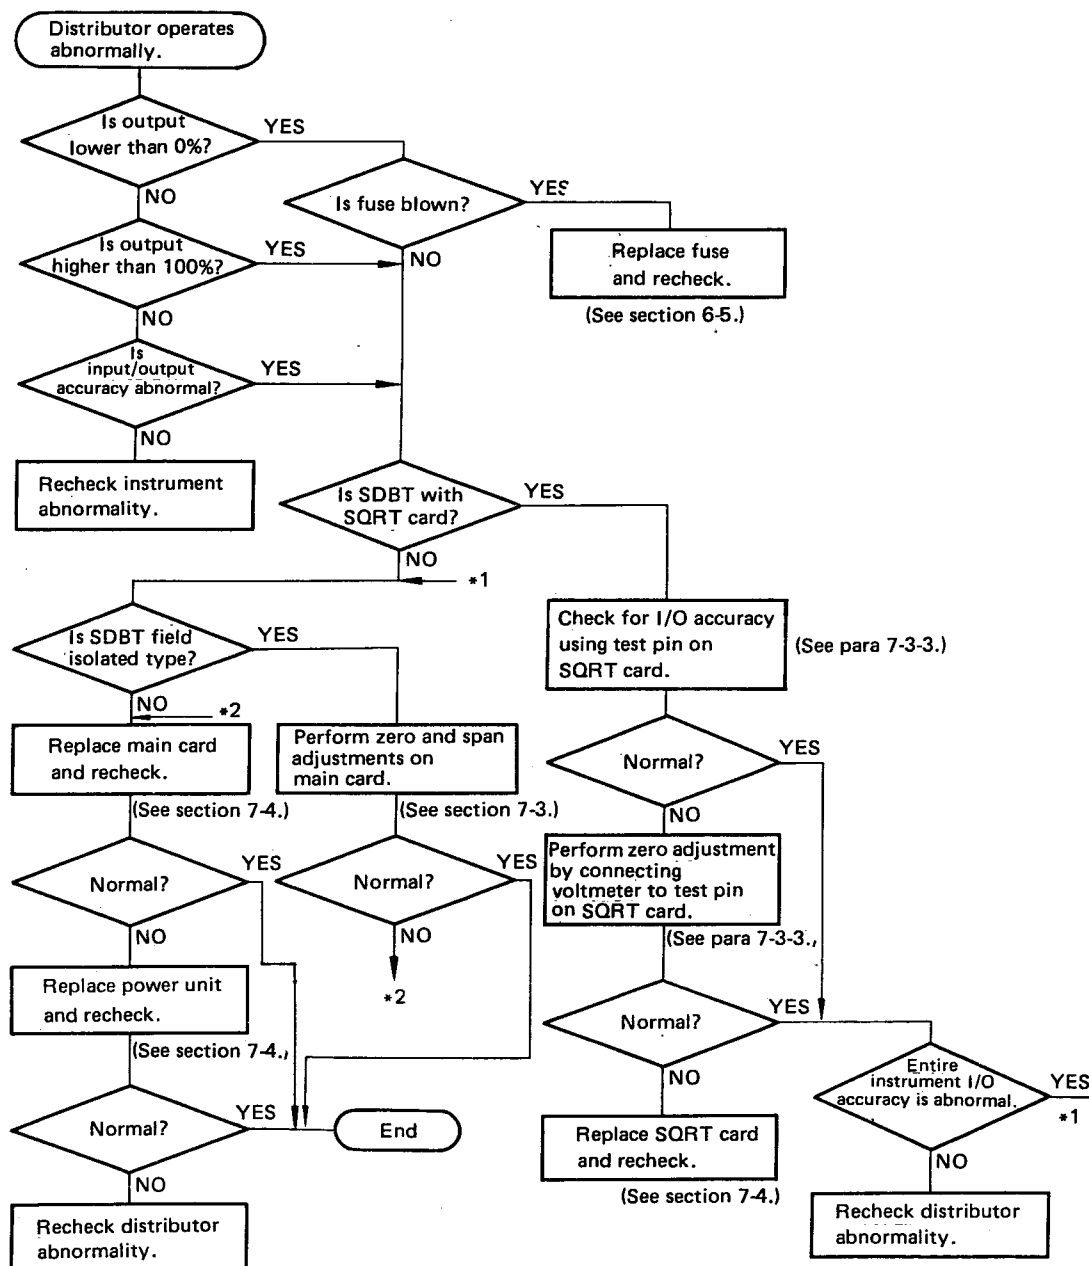 Distributor operates
abnormally.
Is output
lower than 0%?
YES
NO
Is fuse blown?
YES
NO
Replace fuse
and recheck.
(See section 6-5.)
Is output
higher than 100%?
YES
NO
Is
input/output
accuracy abnormal?
YES
NO
Recheck instrument
abnormality.
Is SDBT with
SQRT card?
YES
NO
*1
Check for I/O accuracy
using test pin on
SQRT card.
(See para 7-3-3.)
Is SDBT field
isolated type?
YES
NO
*2
Replace main card
and recheck.
(See section 7-4.)
Perform zero and span
adjustments on
main card.
(See section 7-3.)
Normal?
YES
NO
Perform zero adjustment
by connecting
voltmeter to test pin
on SQRT card.
(See para 7-3-3.,
Normal?
YES
NO
Normal?
YES
NO
*2
Replace power unit
and recheck.
(See section 7-4.,
Normal?
YES
NO
Entire
instrument I/O
accuracy is abnormal.
YES
*1
NO
Normal?
YES
NO
End
Replace SQRT card
and recheck.
(See section 7-4.)
Recheck distributor
abnormality.
Recheck distributor
abnormality.